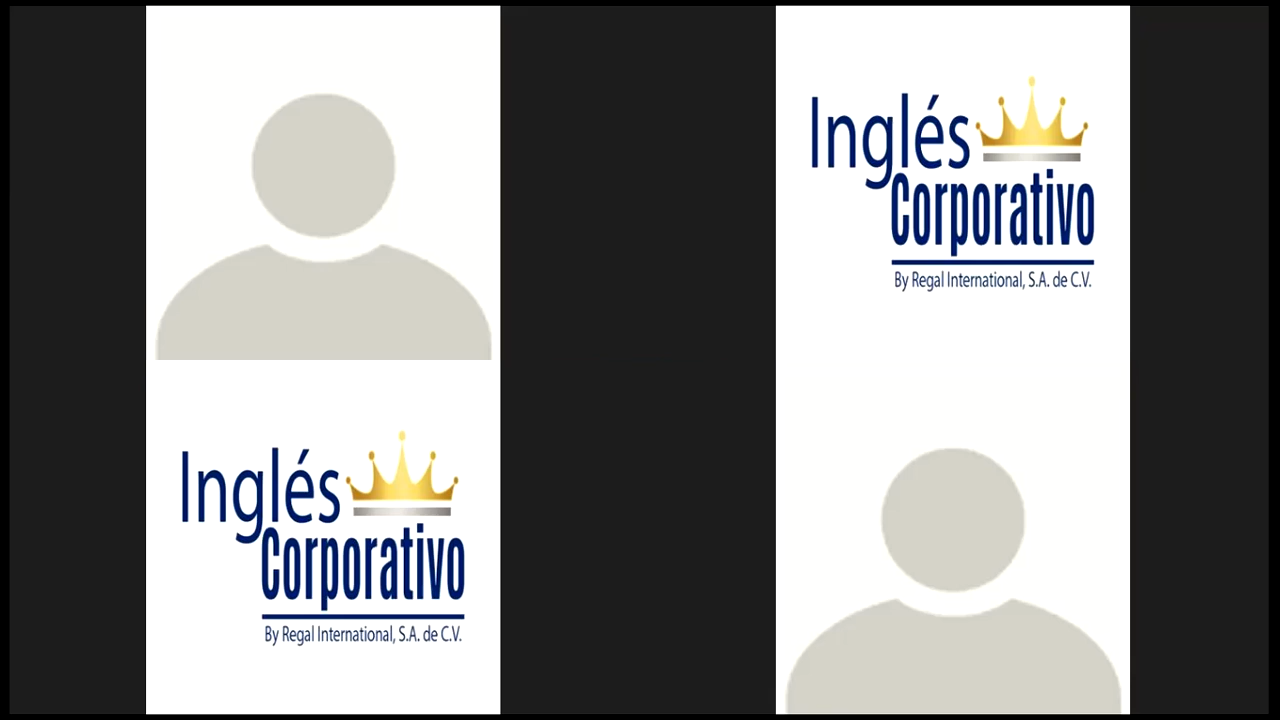 Inglés
Corporativo
By Regal International, S.A. de C.V.
Inglés
Corporativo
By Regal International, S.A. de C.V.